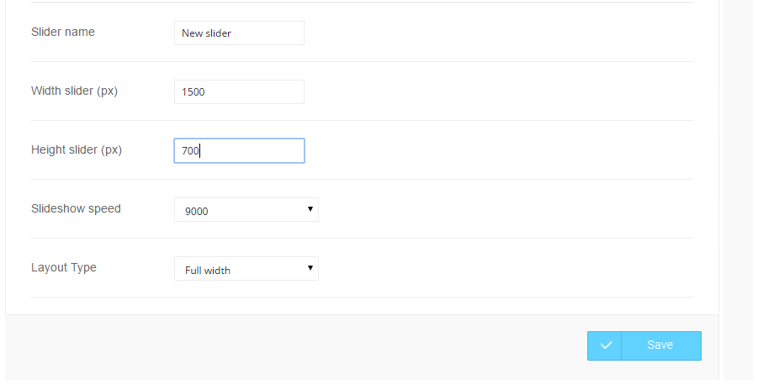 Slider name
New slider
Width slider (px)
1500
Height slider (px)
700
Slideshow speed
9000
Layout Type
Full width
Save